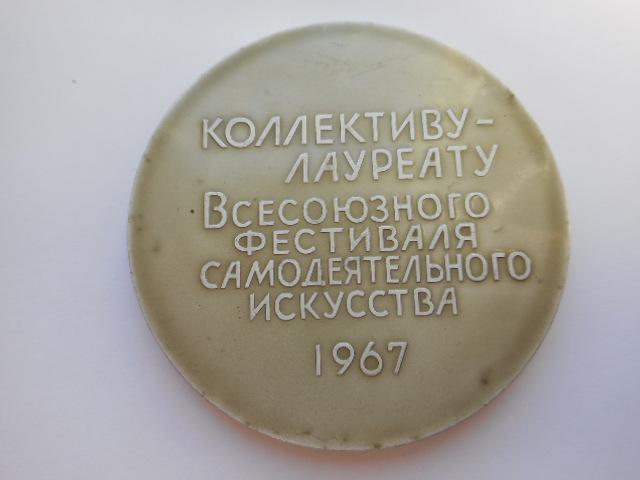 КОЛЛЕКТИВУ-
ЛАУРЕАТУ
ВСЕСОЮЗНОГО
ФЕСТИВАЛЯ
САМОДЕЯТЕЛЬНОГО
ИСКУССТВА
1967